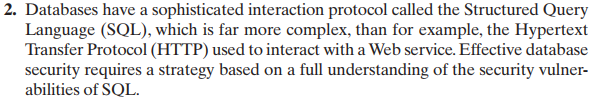 2. Databases have a sophisticated interaction protocol called the Structured Query
Language (SQL), which is far more complex, than for example, the Hypertext
Transfer Protocol (HTTP) used to interact with a Web service. Effective database
security requires a strategy based on a full understanding of the security vulner-
abilities of SQL.